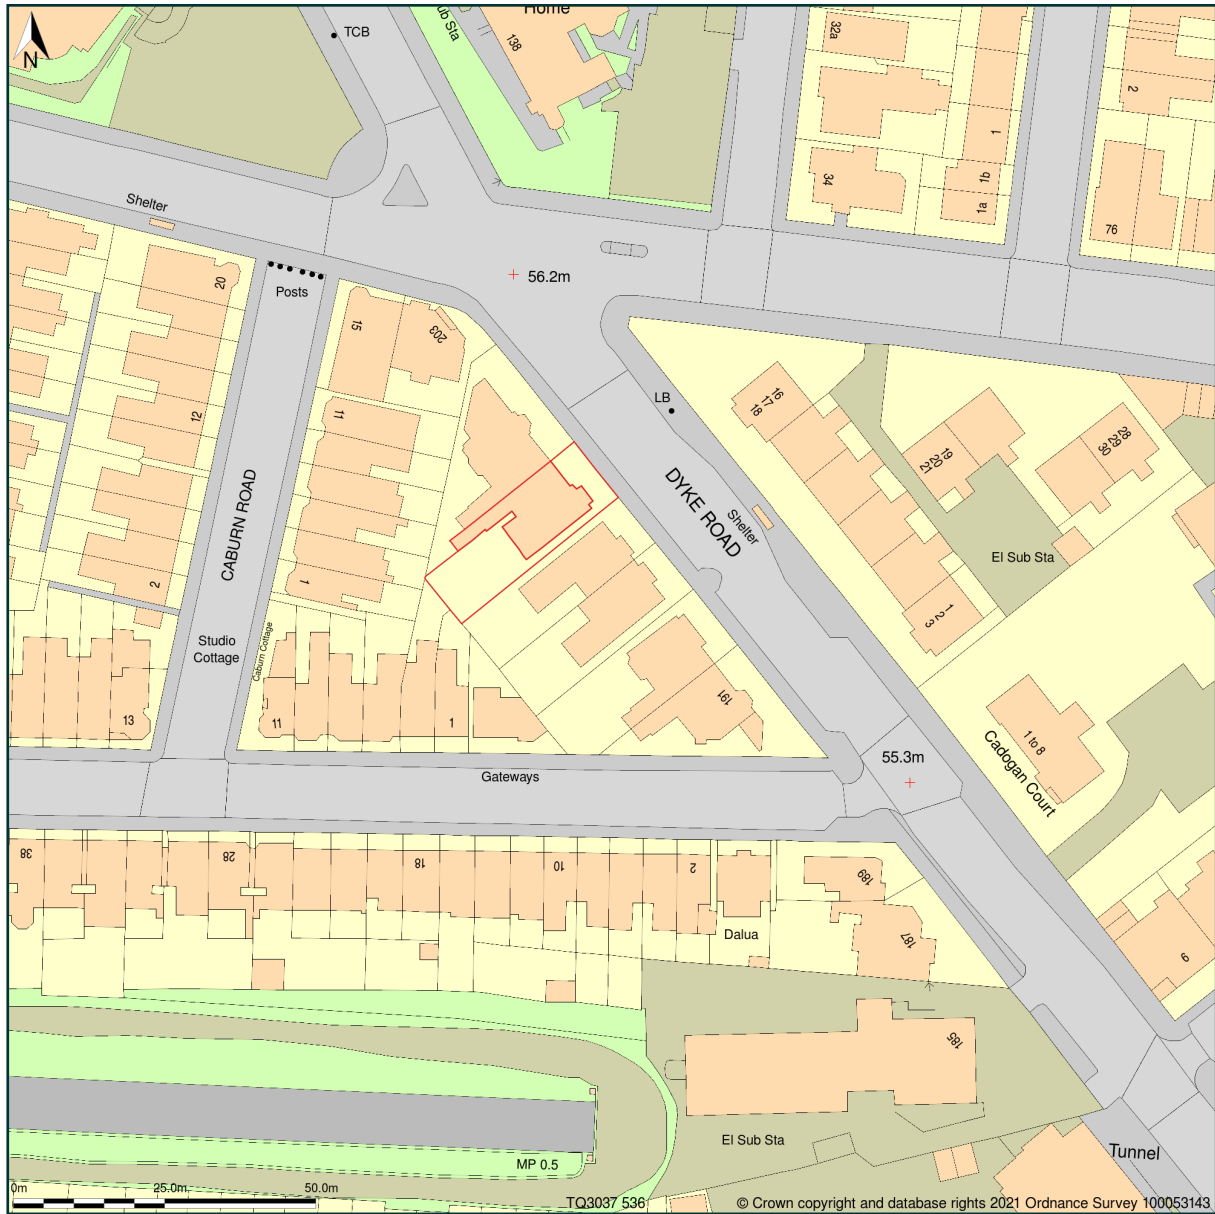 Home
TCB
ub Sta
138
32a
2
1
N
34
1b
1a
76
Shelter
20
56.2m
Posts
15
203
LB
16
17
18
11
12
28
29
30
19
20
21
DYKE ROAD
Shelter
CABURN ROAD
El Sub Sta
2
1
1
2
3
Studio
Cottage
Caburn Cottage
191
13
11
1
1 to 8
Cadogan Court
55.3m
Gateways
38
28
18
10
2
189
187
Dalua
9
185
El Sub Sta
Tunnel
MP 0.5
0m
25.0m
50.0m
TQ3037 536
© Crown copyright and database rights 2021 Ordnance Survey 100053143